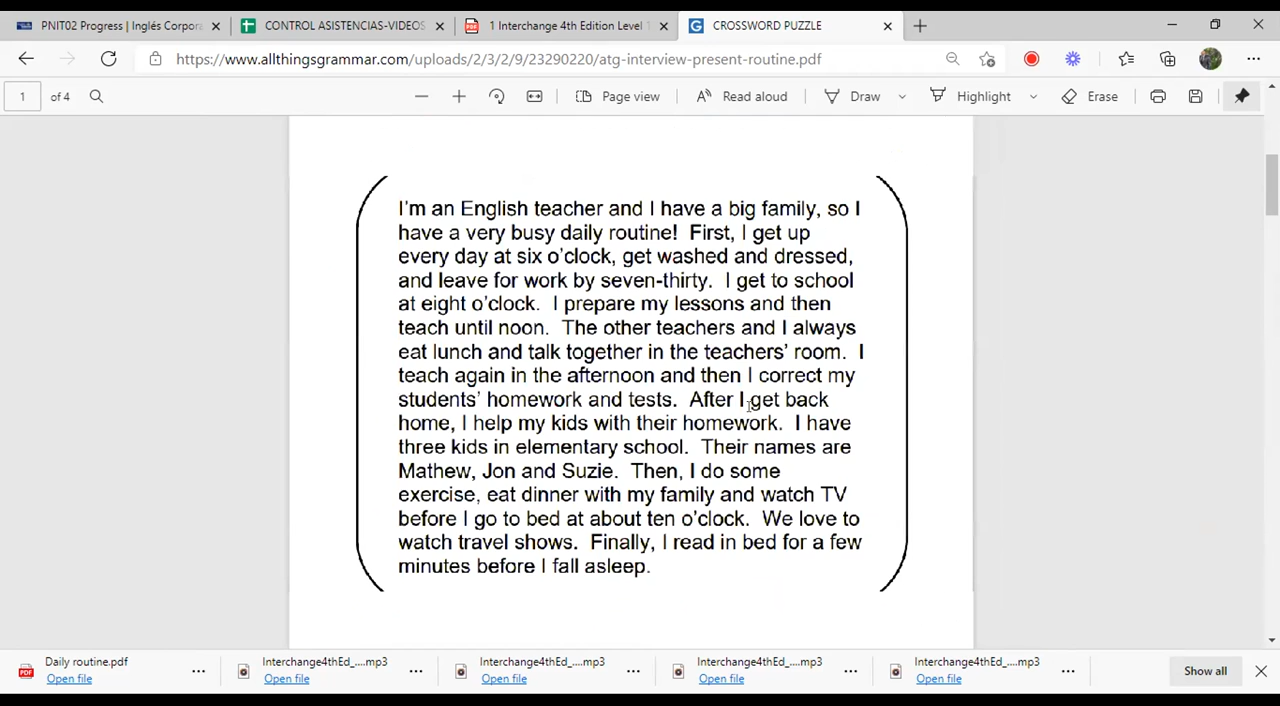 PNIT02 Progress | Inglés Corpora
CONTROL ASISTENCIAS-VIDEOS
1 Interchange 4th Edition Level 1
CROSSWORD PUZZLE
https://www.allthingsgrammar.com/uploads/2/3/2/9/23290220/atg-interview-present-routine.pdf
1 of 4
Page view
Read aloud
Draw
Highlight
Erase
I'm an English teacher and I have a big family, so I
have a very busy daily routine! First, I get up
every day at six o'clock, get washed and dressed,
and leave for work by seven-thirty. I get to school
at eight o'clock. I prepare my lessons and then
teach until noon. The other teachers and I always
eat lunch and talk together in the teachers' room. I
teach again in the afternoon and then I correct my
students' homework and tests. After I get back
home, I help my kids with their homework. I have
three kids in elementary school. Their names are
Mathew, Jon and Suzie. Then, I do some
exercise, eat dinner with my family and watch TV
before I go to bed at about ten o'clock. We love to
watch travel shows. Finally, I read in bed for a few
minutes before I fall asleep.
Daily routine.pdf
Open file
Interchange4thEd_....mp3
Open file
Interchange4thEd_....mp3
Open file
Interchange4thEd_....mp3
Open file
Interchange4thEd_....mp3
Open file
Show all